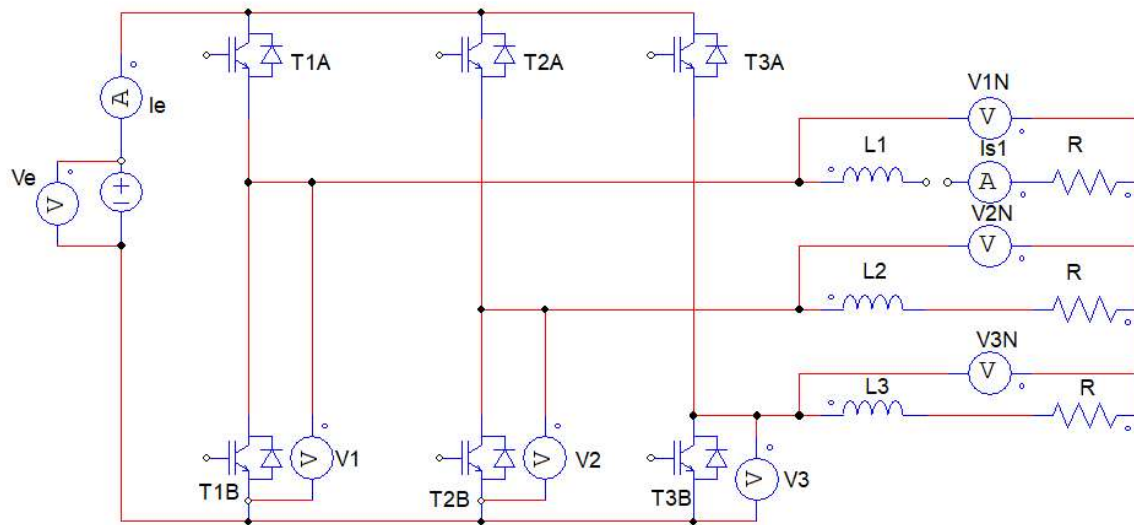 T1A
T2A
T3A
A
Ie
Ve
V
V1N
V
L1
Is1
A
R
V2N
V
L2
R
V3N
V
L3
R
T1B
V
V1
T2B
V
V2
T3B
V
V3